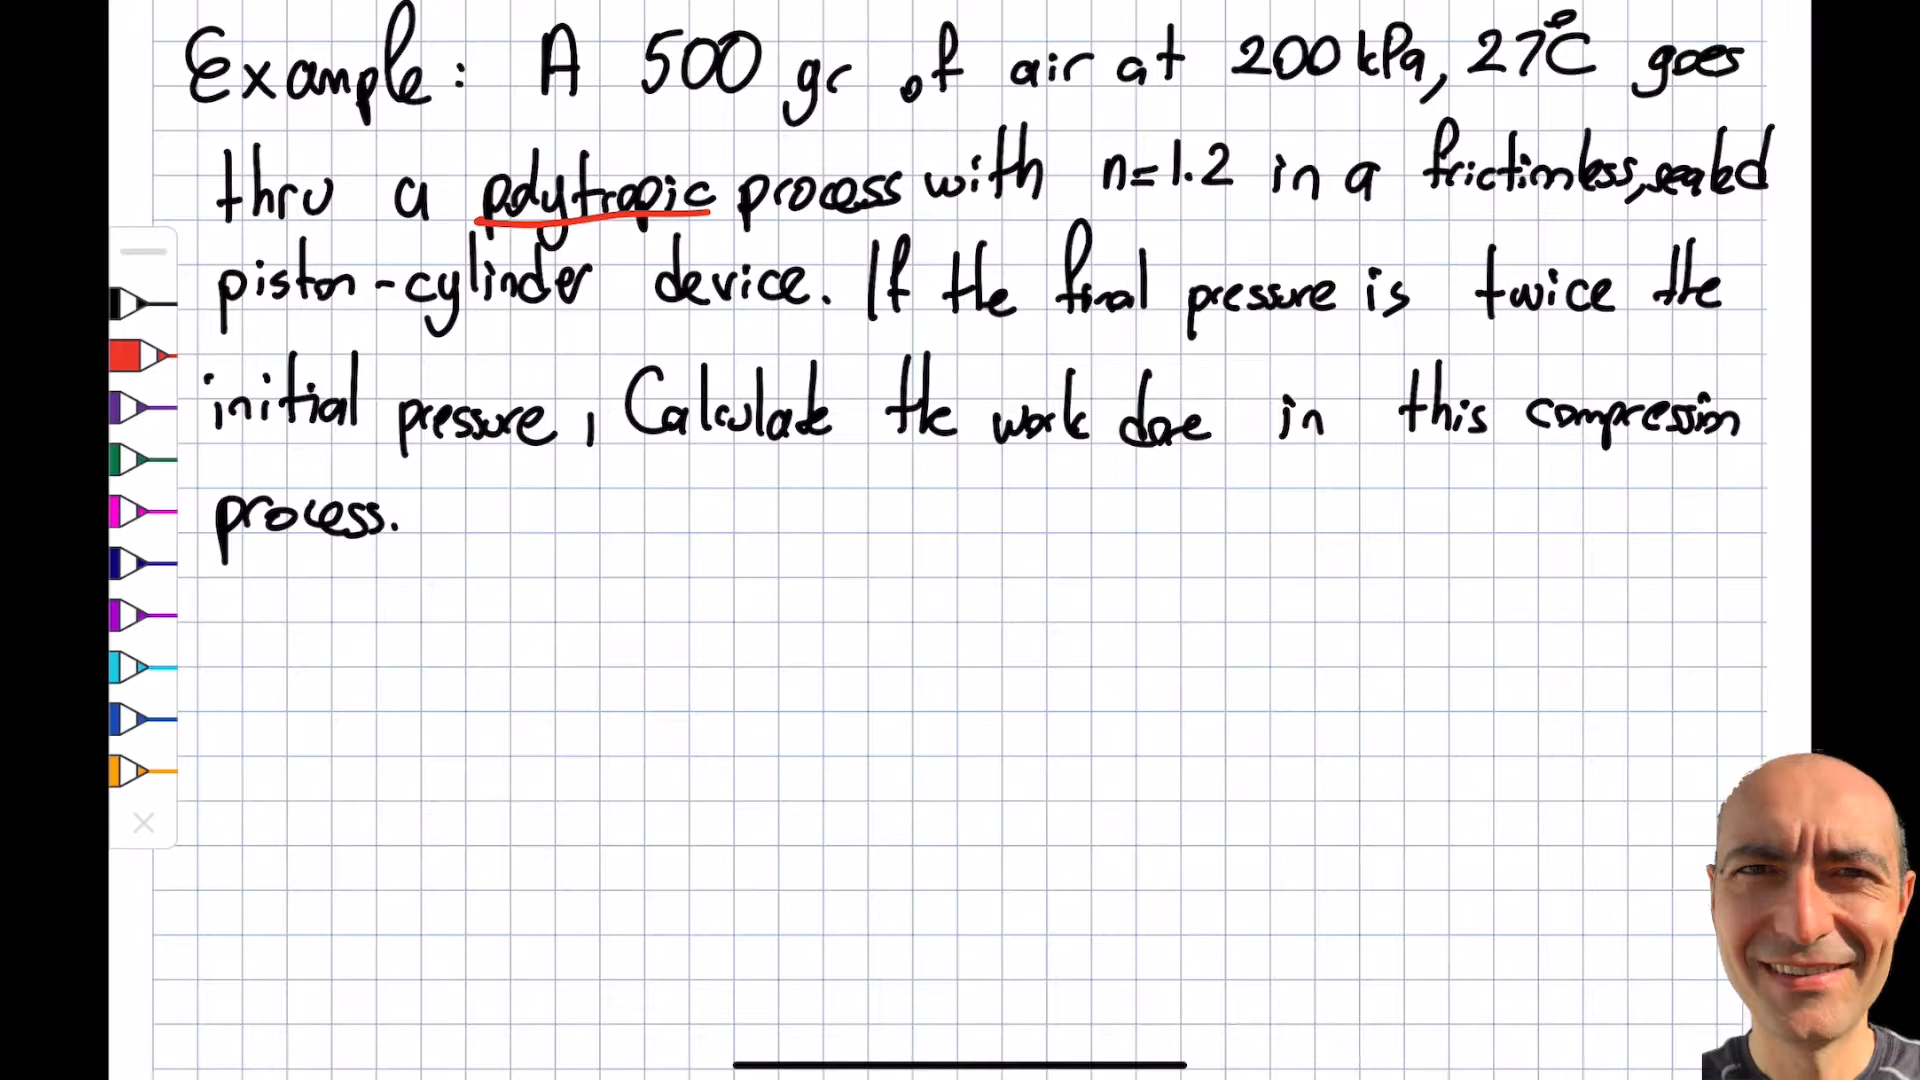 Example: A 500 gr of air at 200 kPa, 27°C goes
thru a polytropic process with n=1.2 in a frictionless, sealed
piston-cylinder device. If the final pressure is twice the
initial pressure, Calculate the work done in this compression
process.